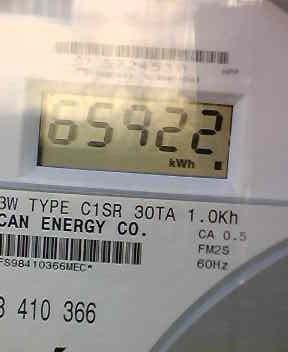 65922
kWh
3W TYPE C1SR 30TA 1.0Kh
CAN ENERGY CO.
CA 0.5
FM2S
FS98410366MEC*
60Hz
3 410 366